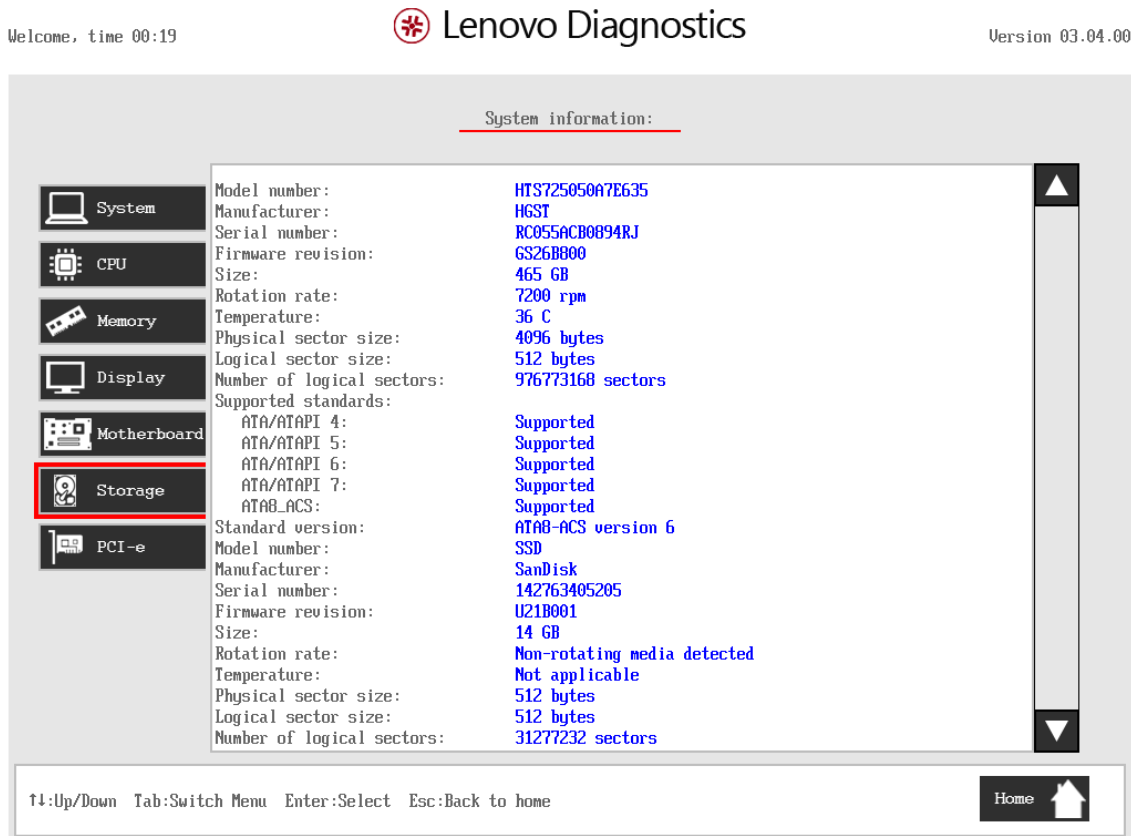 Welcome, time 00:19
Lenovo Diagnostics
Version 03.04.00
System information:
System
CPU
Memory
Display
Motherboard
Storage
PCI-e
Model number: HTS725050A7E635
Manufacturer: HGST
Serial number: RC055ACB0894RJ
Firmware revision: GS26B800
Size: 465 GB
Rotation rate: 7200 rpm
Temperature: 36 C
Physical sector size: 4096 bytes
Logical sector size: 512 bytes
Number of logical sectors: 976773168 sectors
Supported standards:
ATA/ATAPI 4: Supported
ATA/ATAPI 5: Supported
ATA/ATAPI 6: Supported
ATA/ATAPI 7: Supported
ATA8_ACS: Supported
Standard version: ATA8-ACS version 6
Model number: SSD
Manufacturer: SanDisk
Serial number: 142763405205
Firmware revision: U21B001
Size: 14 GB
Rotation rate: Non-rotating media detected
Temperature: Not applicable
Physical sector size: 512 bytes
Logical sector size: 512 bytes
Number of logical sectors: 31277232 sectors
↑↓:Up/Down Tab:Switch Menu Enter:Select Esc:Back to home
Home